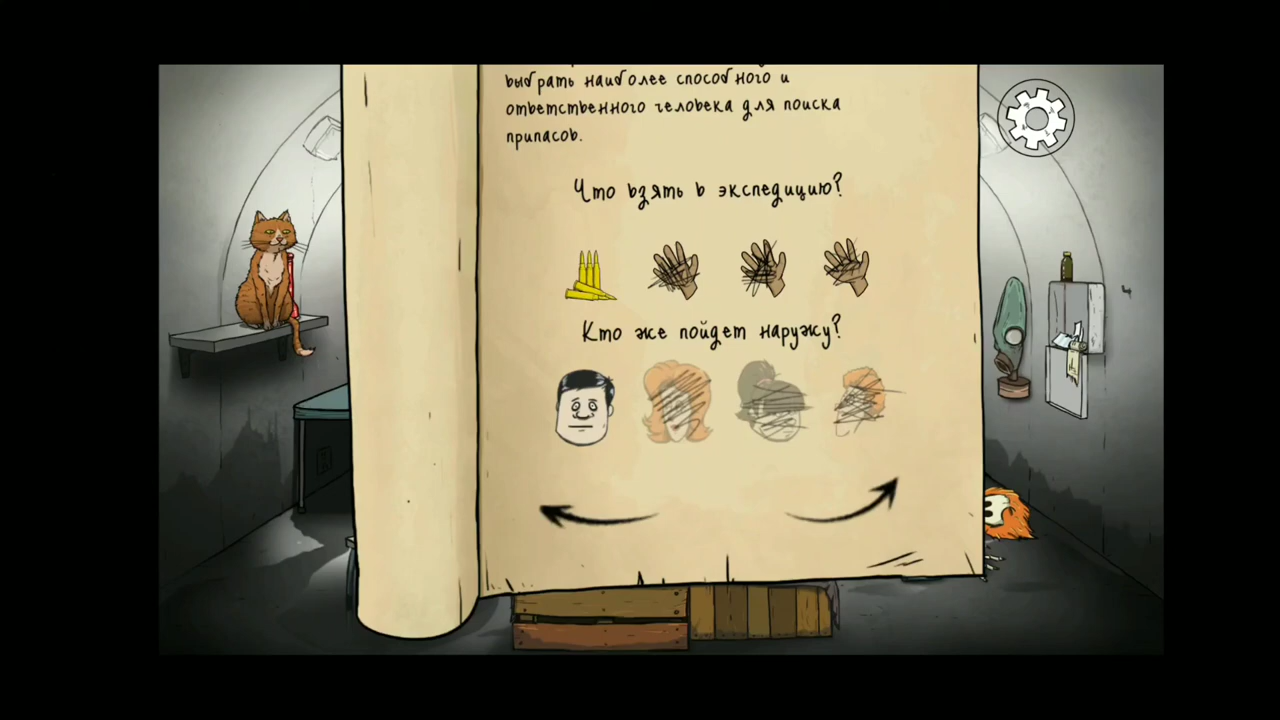 выбрать наиболее способного и
ответственного человека для поиска
припасов.
Что взять в экспедицию?
Кто же пойдет наружу?